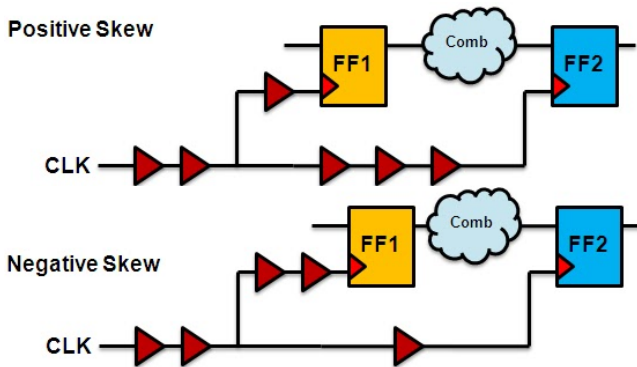 Positive Skew
FF1
Comb
FF2
CLK
Negative Skew
FF1
Comb
FF2
CLK